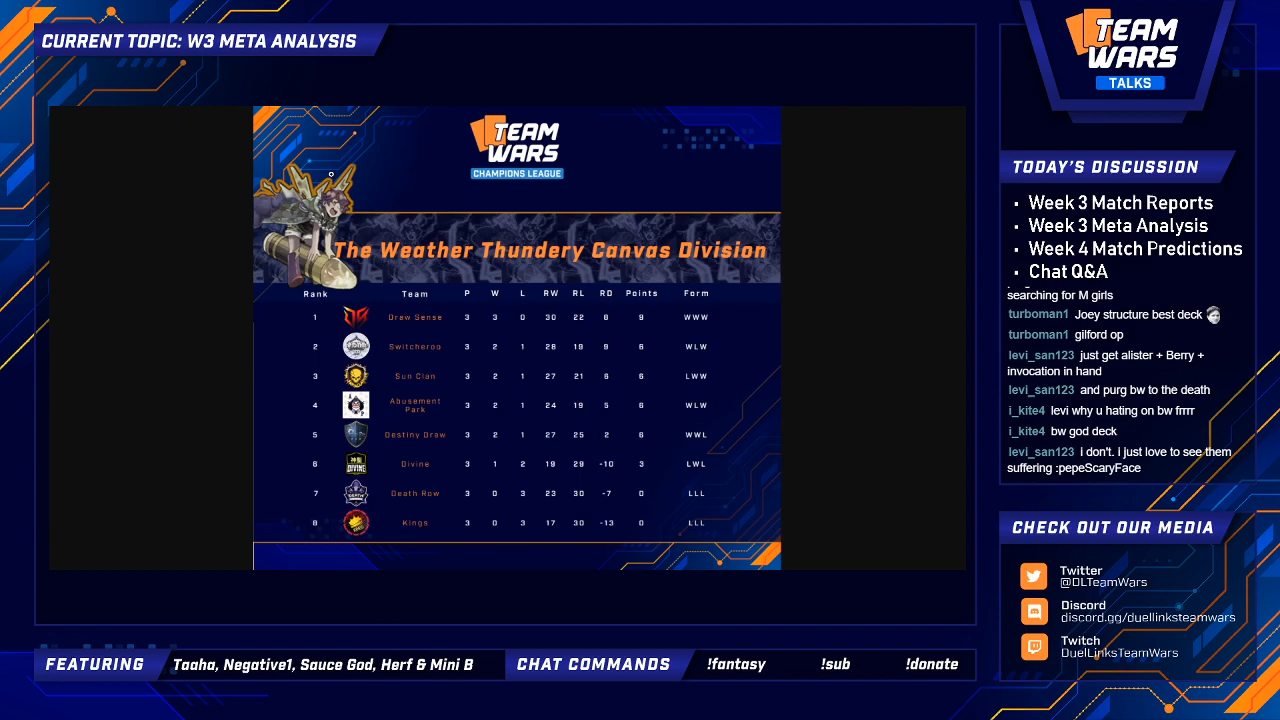 CURRENT TOPIC: W3 META ANALYSIS
TEAM
WARS
CHAMPIONS LEAGUE
The Weather Thundery Canvas Division
Rank Team P W L RW RL RD Points Form
1 Draw Sense 3 3 0 30 22 8 9 WWW
2 Switcheroo 3 2 1 28 19 9 6 WLW
3 Sun Clan 3 2 1 27 21 6 6 LWW
4 Abusement Park 3 2 1 24 19 5 6 WLW
5 Destiny Draw 3 2 1 27 25 2 6 WWL
6 Divine 3 1 2 19 29 -10 3 LWL
7 Death Row 3 0 3 23 30 -7 0 LLL
8 Kings 3 0 3 17 30 -13 0 LLL
TEAM
WARS
TALKS
TODAY'S DISCUSSION
▪ Week 3 Match Reports
▪ Week 3 Meta Analysis
▪ Week 4 Match Predictions
▪ Chat Q&A
searching for M girls
turboman1 Joey structure best deck
turboman1 gilford op
levi_san123 just get alister + Berry +
invocation in hand
levi_san123 and purg bw to the death
i_kite4 levi why u hating on bw frrrr
i_kite4 bw god deck
levi_san123 i don't. i just love to see them
suffering :pepeScaryFace
CHECK OUT OUR MEDIA
Twitter
@DLTeamWars
Discord
discord.gg/duellinksteamwars
Twitch
DuelLinksTeamWars
FEATURING Taaha, Negative1, Sauce God, Herf & Mini B CHAT COMMANDS !fantasy !sub !donate